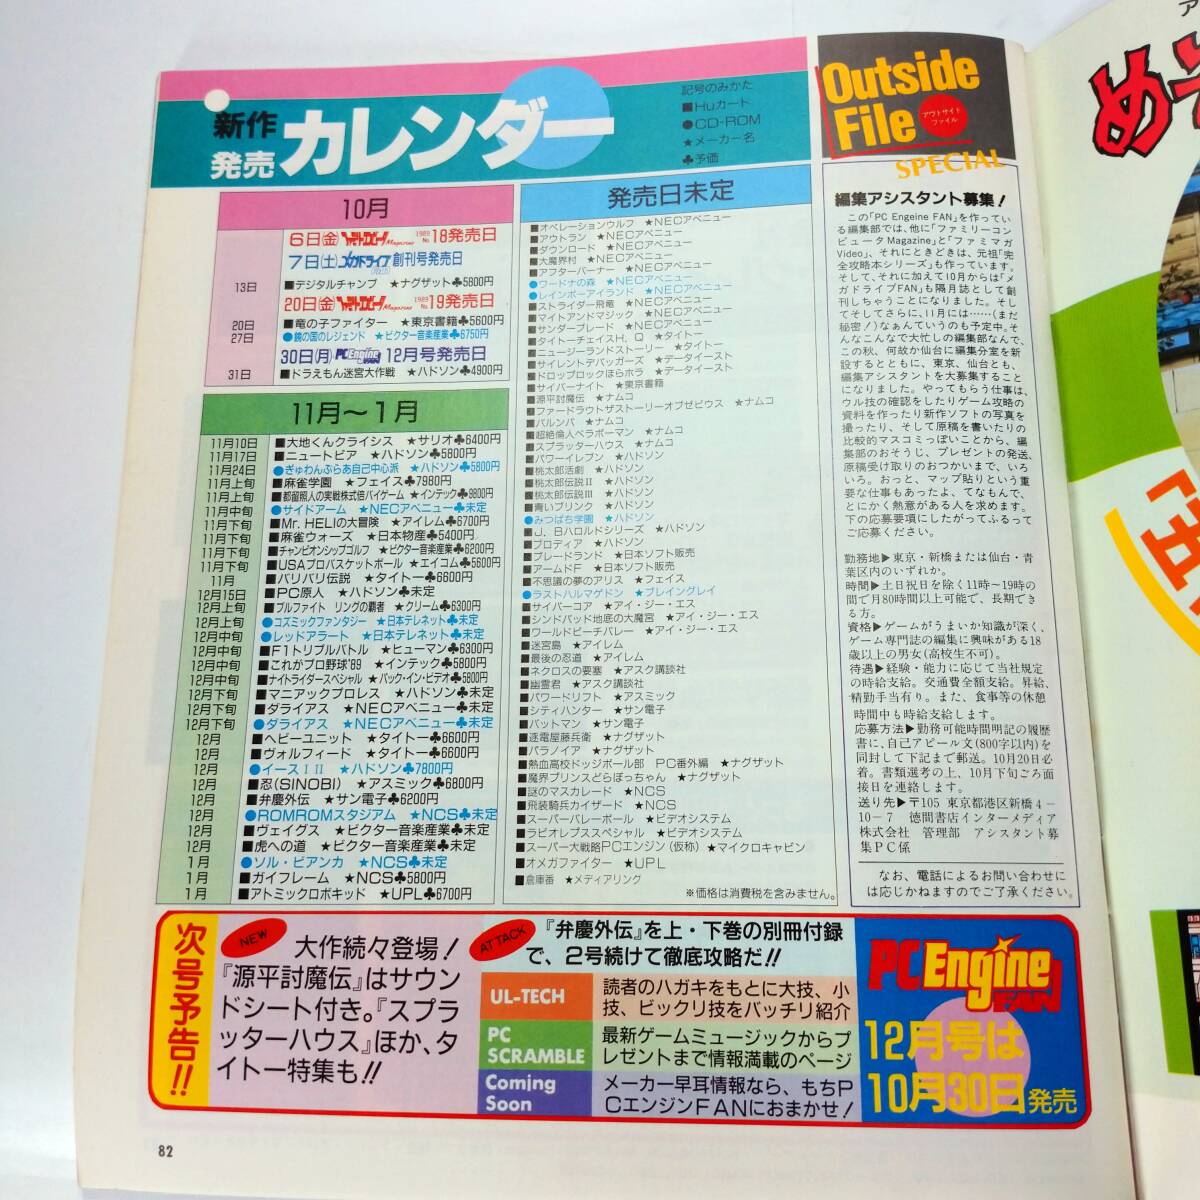 新作
発売 カレンダー
記号のみかた
■Huカード
●CD-ROM
★メーカー名
♣予価
10月
6日(金) ファミリーコンピュータMagazine 1989 No.18発売日
7日(土) メガドライブFAN 創刊号発売日
13日 ■デジタルチャンプ ★ナグザット♣5800円
20日(金) ファミリーコンピュータMagazine 1989 No.19発売日
20日 ■竜の子ファイター ★東京書籍♣5600円
27日 ●鏡の国のレジェンド ★ビクター音楽産業♣6750円
30日(月) PC Engine FAN 12月号発売日
31日 ■ドラえもん迷宮大作戦 ★ハドソン♣4900円
11月〜1月
11月10日 ■大地くんクライシス ★サリオ♣6400円
11月17日 ■ニュートピア ★ハドソン♣5800円
11月24日 ●ぎゅわんぶらあ自己中心派 ★ハドソン♣5800円
11月上旬 ■麻雀学園 ★フェイス♣7980円
11月上旬 ■都留照人の実戦株式倍バイゲーム ★インテック♣8800円
11月中旬 ●サイドアーム ★NECアベニュー♣未定
11月下旬 ■Mr. HELIの大冒険 ★アイレム♣6700円
11月下旬 ■麻雀ウォーズ ★日本物産♣5400円
11月下旬 ■チャンピオンシップゴルフ ★ビクター音楽産業♣6200円
11月下旬 ■USAプロバスケットボール ★エイコム♣5600円
11月 ■バリバリ伝説 ★タイトー♣6600円
12月15日 ■PC原人 ★ハドソン♣未定
12月上旬 ■ブルファイト リングの覇者 ★クリーム♣6300円
12月上旬 ●コズミックファンタジー ★日本テレネット♣未定
12月中旬 ●レッドアラート ★日本テレネット♣未定
12月中旬 ■F1トリプルバトル ★ヒューマン♣6300円
12月中旬 ■これがプロ野球'89 ★インテック♣5800円
12月中旬 ■ナイトライダースペシャル ★パック・イン・ビデオ♣5800円
12月下旬 ■マニアックプロレス ★ハドソン♣未定
12月下旬 ■ダライアス ★NECアベニュー♣未定
12月下旬 ●ダライアス ★NECアベニュー♣未定
12月 ■ヘビーユニット ★タイトー♣6600円
12月 ■ヴォルフィード ★タイトー♣6600円
12月 ●イースⅠⅡ ★ハドソン♣7800円
12月 ■忍(SINOBI) ★アスミック♣6800円
12月 ■弁慶外伝 ★サン電子♣6200円
12月 ●ROMROMスタジアム ★NCS♣未定
12月 ■ヴェイグス ★ビクター音楽産業♣未定
12月 ■虎への道 ★ビクター音楽産業♣未定
1月 ●ソル・ビアンカ ★NCS♣未定
1月 ■ガイフレーム ★NCS♣5800円
1月 ■アトミックロボキッド ★UPL♣6700円
発売日未定
■オペレーションウルフ ★NECアベニュー
■アウトラン ★NECアベニュー
■ダウンロード ★NECアベニュー
■大魔界村 ★NECアベニュー
■アフターバーナー ★NECアベニュー
●ワードナの森 ★NECアベニュー
●レインボーアイランド ★NECアベニュー
■ストライダー飛竜 ★NECアベニュー
■マイトアンドマジック ★NECアベニュー
■サンダーブレード ★NECアベニュー
■タイトーチェイスH.Q ★タイトー
■ニュージーランドストーリー ★タイトー
■サイレントデバッガーズ ★データイースト
■ドロップロックほらホラ ★データイースト
■サイバーナイト ★東京書籍
■源平討魔伝 ★ナムコ
■ファードラウトザストーリーオブゼビウス ★ナムコ
■バルンバ ★ナムコ
■超絶倫人ベラボーマン ★ナムコ
■スプラッターハウス ★ナムコ
■パワーイレブン ★ハドソン
■桃太郎活劇 ★ハドソン
■桃太郎伝説Ⅱ ★ハドソン
■桃太郎伝説Ⅲ ★ハドソン
■青いブリンク ★ハドソン
●みつばち学園 ★ハドソン
■J.Bハロルドシリーズ ★ハドソン
■ブロディア ★ハドソン
■ブレードランド ★日本ソフト販売
■アームドF ★日本ソフト販売
■不思議の夢のアリス ★フェイス
●ラストハルマゲドン ★ブレイングレイ
■サイバーコア ★アイ・ジー・エス
■シンドバッド地底の大魔宮 ★アイ・ジー・エス
■ワールドビーチバレー ★アイ・ジー・エス
■迷宮島 ★アイレム
■最後の忍道 ★アイレム
■ネクロスの要塞 ★アスク講談社
■幽霊君 ★アスク講談社
■パワードリフト ★アスミック
■シティハンター ★サン電子
■バットマン ★サン電子
■逐電屋藤兵衛 ★ナグザット
■パラノイア ★ナグザット
■熱血高校ドッジボール部 PC番外編 ★ナグザット
■魔界プリンスどらぼっちゃん ★ナグザット
■謎のマスカレード ★NCS
■飛装騎兵カイザード ★NCS
■スーパーバレーボール ★ビデオシステム
■ラビオレプススペシャル ★ビデオシステム
■スーパー大戦略PCエンジン(仮称) ★マイクロキャビン
■オメガファイター ★UPL
■倉庫番 ★メディアリング
※価格は消費税を含みません。
Outside
File
アウトサイド
ファイル
SPECIAL
編集アシスタント募集!
この「PC Engeine FAN」を作ってい
る編集部では、他に「ファミリーコン
ピュータMagazine」と「ファミマガ
Video」、それにときどきは、元祖「完
全攻略本シリーズ」も作っています。
そして、それに加えて10月からは「メ
ガドライブFAN」も隔月誌として創
刊しちゃうことになりました。そし
てそしてさらに、11月には……(まだ
秘密!)なぁんていうのも予定中。そ
んなこんなで大忙しの編集部なんで、
この秋、何故か仙台に編集分室を新
設するとともに、東京、仙台とも、
編集アシスタントを大募集すること
になりました。やってもらう仕事は、
ウル技の確認をしたりゲーム攻略の
資料を作ったり新作ソフトの写真を
撮ったり、そして原稿を書いたりの
比較的マスコミっぽいことから、編
集部のおそうじ、プレゼントの発送、
原稿受け取りのおつかいまで、いろ
いろ。おっと、マップ貼りという重
要な仕事もあったよ、てなもんで、
とにかく熱意がある人を求めます。
下の応募要項にしたがってふるって
ご応募ください。
勤務地▶東京・新橋または仙台・青
葉区内のいずれか。
時間▶土日祝日を除く11時〜19時の
間で月80時間以上可能で、長期でき
る方。
資格▶ゲームがうまいか知識が深く、
ゲーム専門誌の編集に興味がある18
歳以上の男女(高校生不可)。
待遇▶経験・能力に応じて当社規定
の時給支給。交通費全額支給。昇給、
精勤手当有り。また、食事等の休憩
時間中も時給支給します。
応募方法▶勤務可能時間明記の履歴
書に、自己アピール文(800字以内)を
同封して下記まで郵送。10月20日必
着。書類選考の上、10月下旬ごろ面
接日を連絡します。
送り先▶〒105 東京都港区新橋4－
10－7 徳間書店インターメディア
株式会社 管理部 アシスタント募
集PC係
なお、電話によるお問い合わせに
は応じかねますのでご了承ください。
次号予告!!
NEW
大作続々登場!
『源平討魔伝』はサウン
ドシート付き。『スプラ
ッターハウス』ほか、タ
イトー特集も!!
ATTACK
『弁慶外伝』を上・下巻の別冊付録
で、2号続けて徹底攻略だ!!
UL-TECH 読者のハガキをもとに大技、小
技、ビックリ技をバッチリ紹介
PC
SCRAMBLE 最新ゲームミュージックからプ
レゼントまで情報満載のページ
Coming
Soon メーカー早耳情報なら、もちP
CエンジンFANにおまかせ!
PC Engine
FAN
12月号は
10月30日発売
82
ア
めぞ
「五